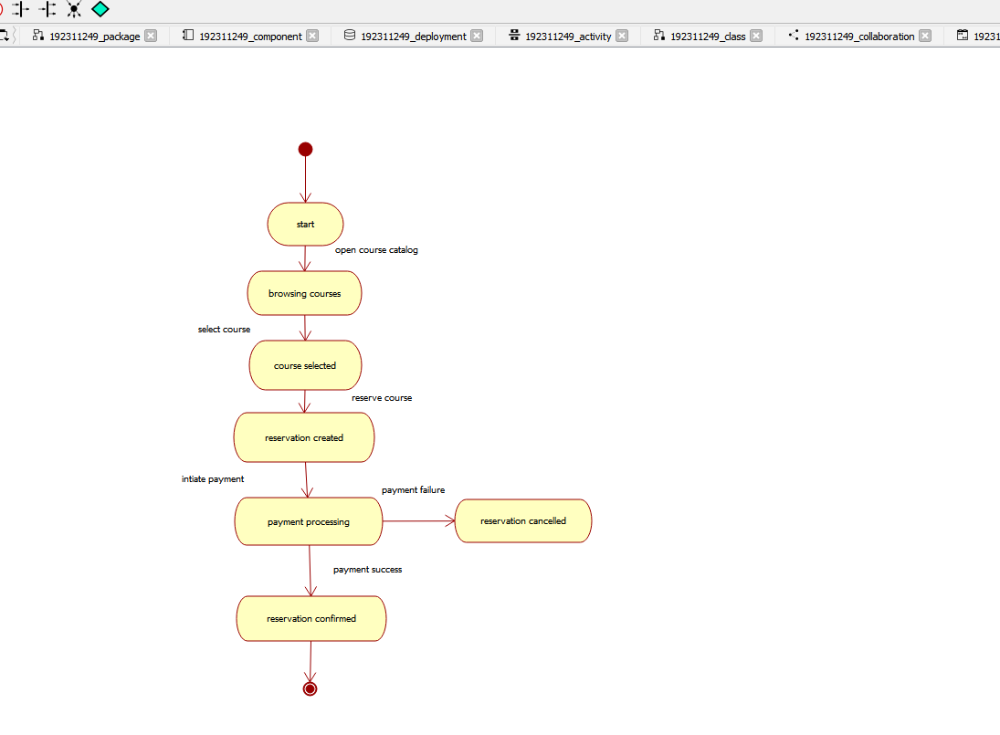 192311249_package
192311249_component
192311249_deployment
192311249_activity
192311249_class
192311249_collaboration
19231
start
open course catalog
browsing courses
select course
course selected
reserve course
reservation created
intiate payment
payment failure
payment processing
reservation cancelled
payment success
reservation confirmed